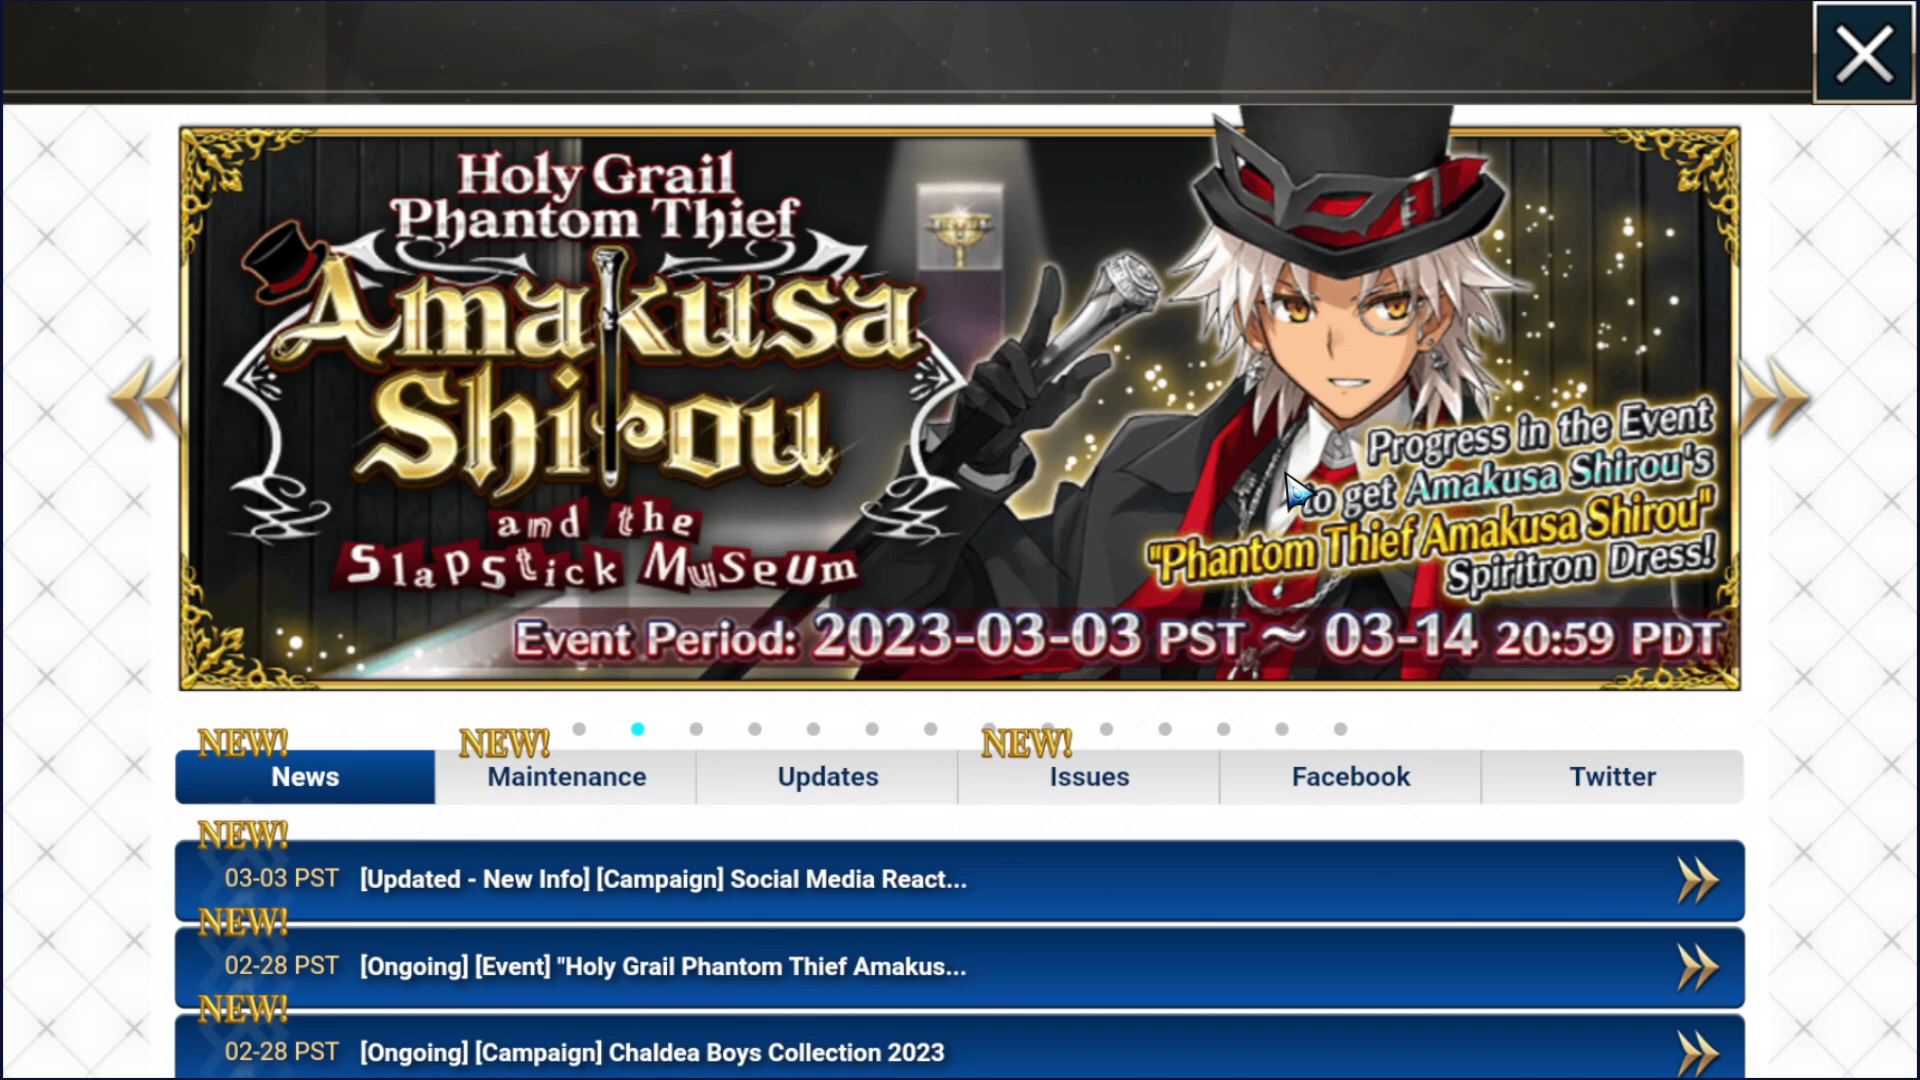 Holy Grail
Phantom Thief
Amakusa
Shirou
and the
Slapstick Museum
Progress in the Event
to get Amakusa Shirou's
"Phantom Thief Amakusa Shirou"
Spiritron Dress!
Event Period: 2023-03-03 PST ~ 03-14 20:59 PDT
NEW! NEW! NEW!
News Maintenance Updates Issues Facebook Twitter
NEW!
03-03 PST [Updated - New Info] [Campaign] Social Media React...
NEW!
02-28 PST [Ongoing] [Event] "Holy Grail Phantom Thief Amakus...
NEW!
02-28 PST [Ongoing] [Campaign] Chaldea Boys Collection 2023